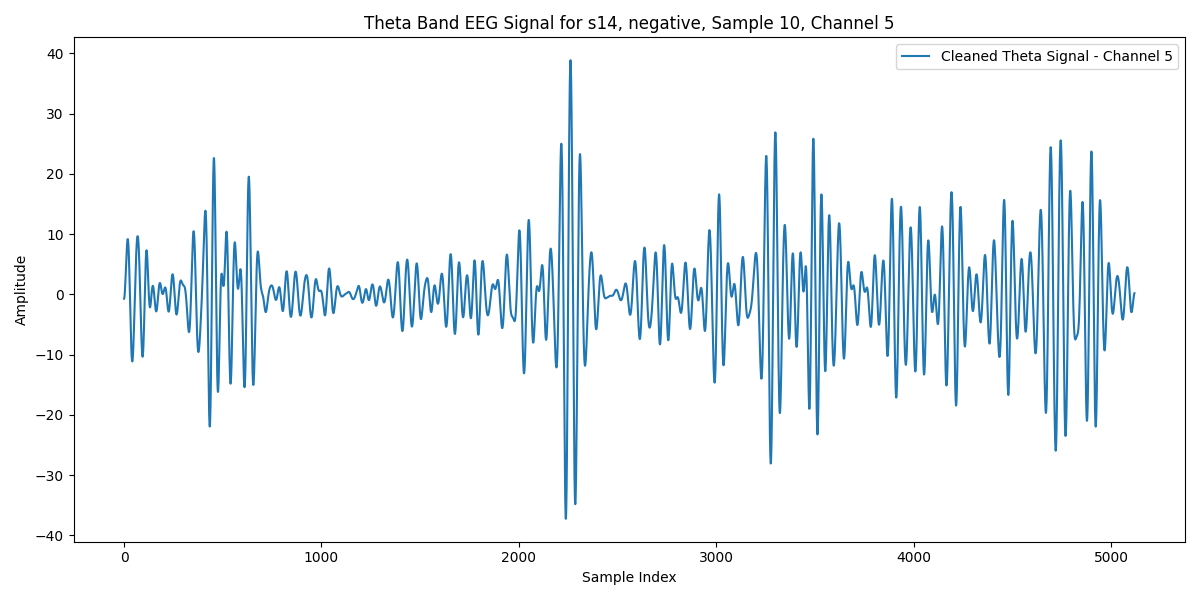 Theta Band EEG Signal for s14, negative, Sample 10, Channel 5
Cleaned Theta Signal - Channel 5
Amplitude
40
30
20
10
0
−10
−20
−30
−40
0 1000 2000 3000 4000 5000
Sample Index